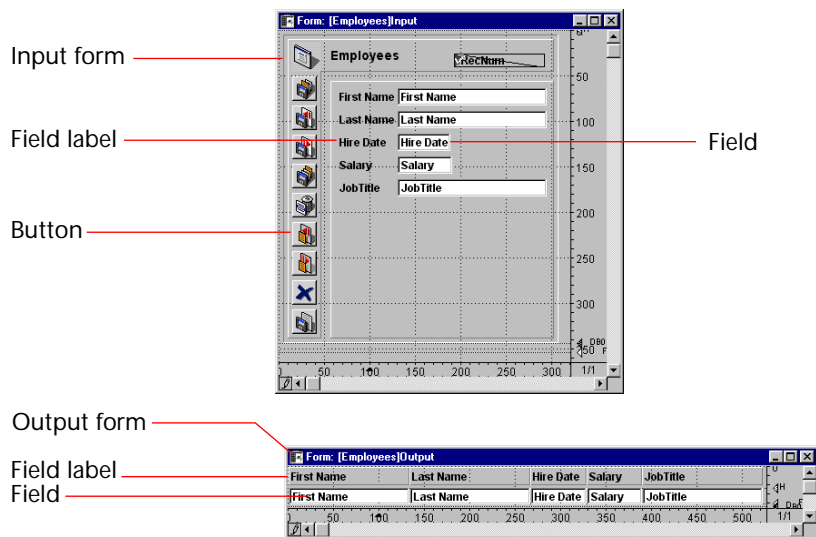 Form: [Employees]Input
Input form
Employees
RecNum
50
First Name First Name
Last Name Last Name
100
Field label
Hire Date Hire Date
Field
Salary Salary
150
JobTitle JobTitle
200
Button
250
300
350
0 50 100 150 200 250 300 1/1
Output form
Form: [Employees]Output
Field label
First Name Last Name Hire Date Salary JobTitle
0
Field
First Name Last Name Hire Date Salary JobTitle
H
D
F
0 50 100 150 200 250 300 350 400 450 500 1/1